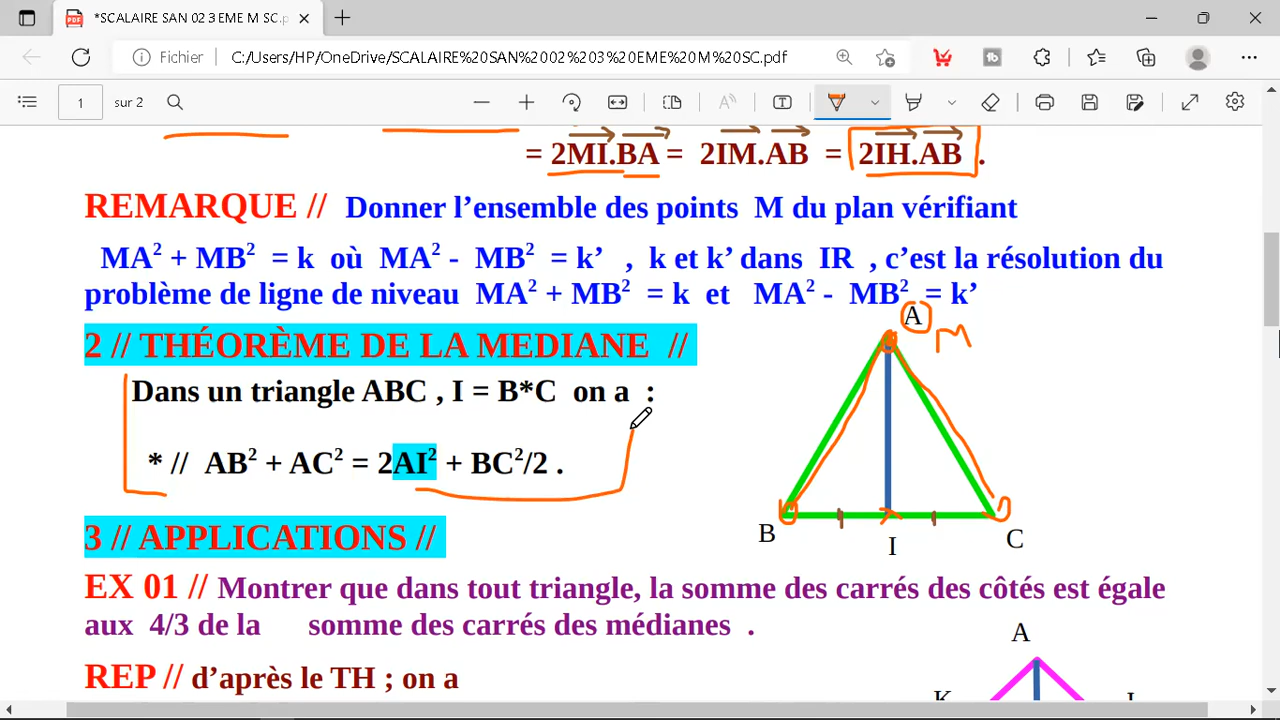 *SCALAIRE SAN 02 3 EME M SC.p
Fichier C:/Users/HP/OneDrive/SCALAIRE%20SAN%2002%203%20EME%20M%20SC.pdf
1 sur 2
= 2MI.BA = 2IM.AB = 2IH.AB .
REMARQUE // Donner l’ensemble des points M du plan vérifiant
MA² + MB² = k où MA² - MB² = k’ , k et k’ dans IR , c’est la résolution du
problème de ligne de niveau MA² + MB² = k et MA² - MB² = k’
A
M
2 // THÉORÈME DE LA MEDIANE //
Dans un triangle ABC , I = B*C on a :
* // AB² + AC² = 2AI² + BC²/2 .
B I C
3 // APPLICATIONS //
EX 01 // Montrer que dans tout triangle, la somme des carrés des côtés est égale
aux 4/3 de la somme des carrés des médianes .
A
REP // d’après le TH ; on a